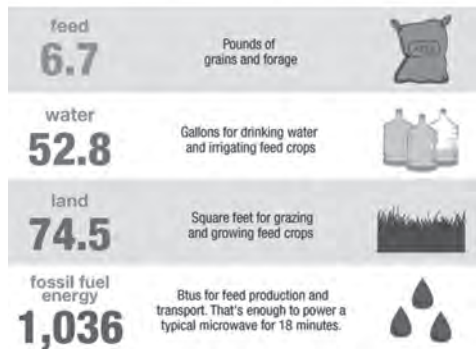 feed
6.7
Pounds of
grains and forage
water
52.8
Gallons for drinking water
and irrigating feed crops
land
74.5
Square feet for grazing
and growing feed crops
fossil fuel
energy
1,036
Btus for feed production and
transport. That's enough to power a
typical microwave for 18 minutes.